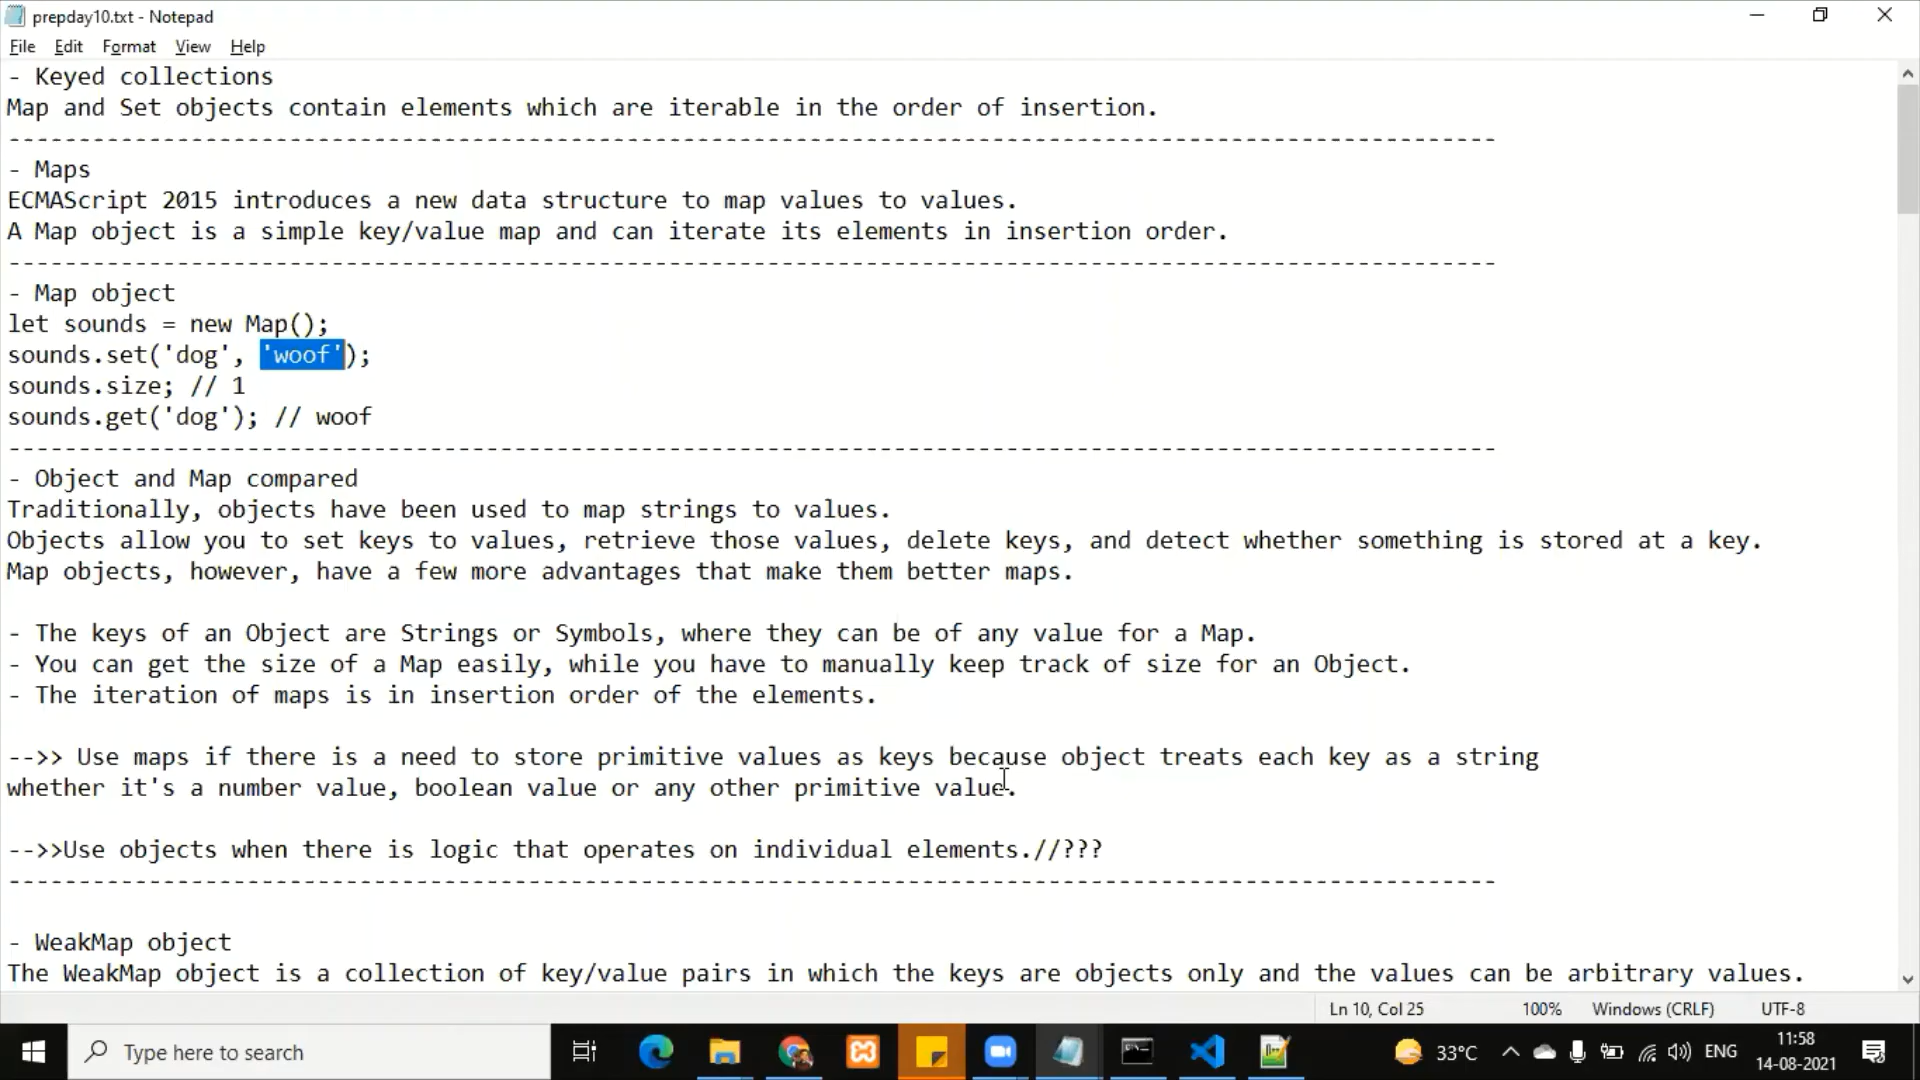 prepday10.txt - Notepad
File Edit Format View Help
- Keyed collections
Map and Set objects contain elements which are iterable in the order of insertion.
----------------------------------------------------------------------------------------------------------
- Maps
ECMAScript 2015 introduces a new data structure to map values to values.
A Map object is a simple key/value map and can iterate its elements in insertion order.
----------------------------------------------------------------------------------------------------------
- Map object
let sounds = new Map();
sounds.set('dog', 'woof');
sounds.size; // 1
sounds.get('dog'); // woof
----------------------------------------------------------------------------------------------------------
- Object and Map compared
Traditionally, objects have been used to map strings to values.
Objects allow you to set keys to values, retrieve those values, delete keys, and detect whether something is stored at a key.
Map objects, however, have a few more advantages that make them better maps.
- The keys of an Object are Strings or Symbols, where they can be of any value for a Map.
- You can get the size of a Map easily, while you have to manually keep track of size for an Object.
- The iteration of maps is in insertion order of the elements.
-->> Use maps if there is a need to store primitive values as keys because object treats each key as a string
whether it's a number value, boolean value or any other primitive value.
-->>Use objects when there is logic that operates on individual elements.//???
----------------------------------------------------------------------------------------------------------
- WeakMap object
The WeakMap object is a collection of key/value pairs in which the keys are objects only and the values can be arbitrary values.
Ln 10, Col 25 100% Windows (CRLF) UTF-8
Type here to search
33°C ENG
11:58
14-08-2021